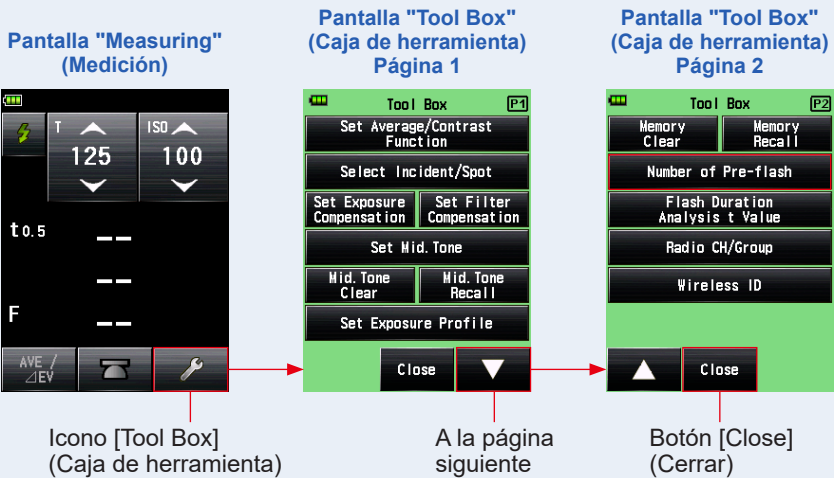 Pantalla "Measuring"
(Medición)
T
125
ISO
100
t0.5
--
--
F
--
AVE /
⊿EV
Icono [Tool Box]
(Caja de herramienta)
Pantalla "Tool Box"
(Caja de herramienta)
Página 1
Tool Box
P1
Set Average/Contrast
Function
Select Incident/Spot
Set Exposure
Compensation
Set Filter
Compensation
Set Mid. Tone
Mid. Tone
Clear
Mid. Tone
Recall
Set Exposure Profile
Close
A la página
siguiente
Pantalla "Tool Box"
(Caja de herramienta)
Página 2
Tool Box
P2
Memory
Clear
Memory
Recall
Number of Pre-flash
Flash Duration
Analysis t Value
Radio CH/Group
Wireless ID
Close
Botón [Close]
(Cerrar)